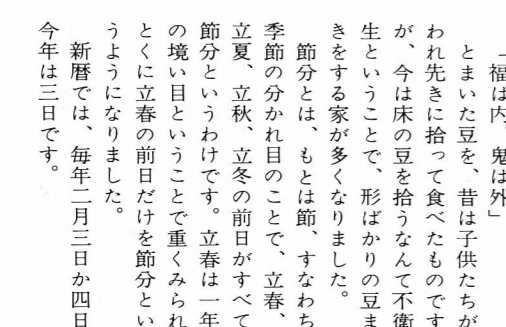 「福は内、鬼は外」
とまいた豆を、昔は子供たちが
われ先きに拾って食べたものです
が、今は床の豆を拾うなんて不衛
生ということで、形ばかりの豆ま
きをする家が多くなりました。
節分とは、もとは節、すなわち
季節の分かれ目のことで、立春、
立夏、立秋、立冬の前日がすべて
節分というわけです。立春は一年
の境い目ということで重くみられ
とくに立春の前日だけを節分とい
うようになりました。
新暦では、毎年二月三日か四日
今年は三日です。